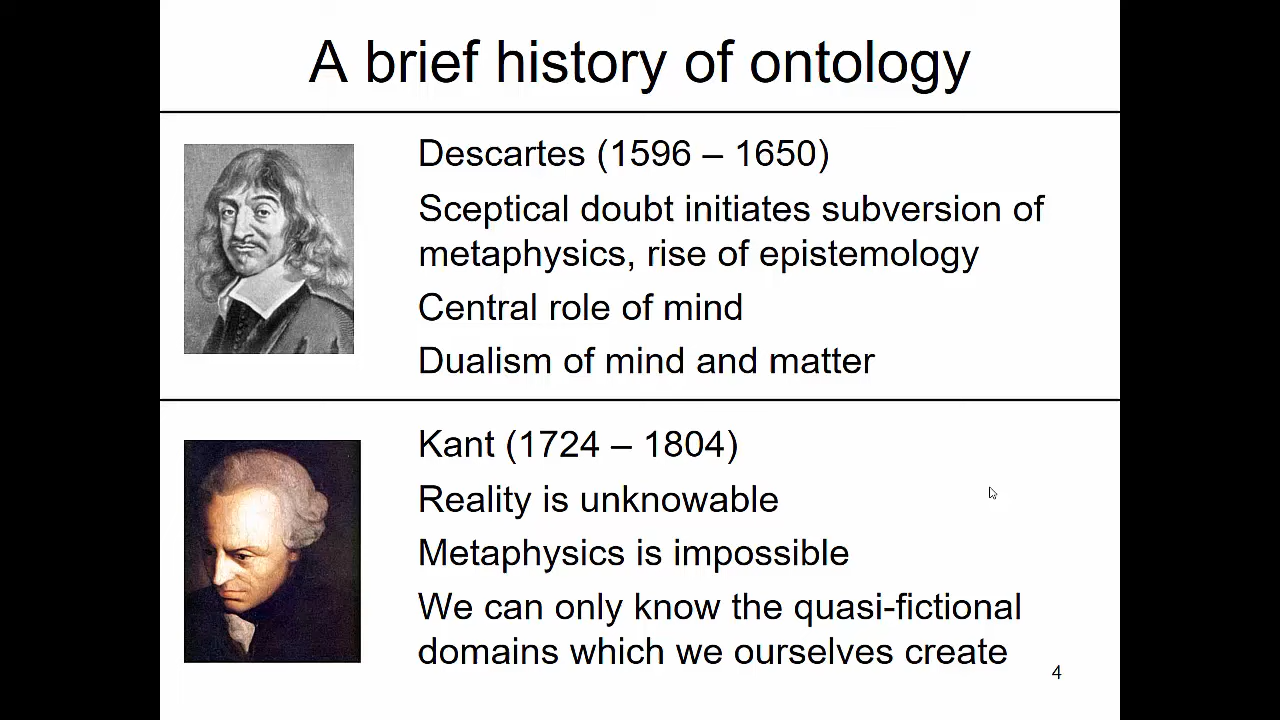 A brief history of ontology
Descartes (1596 – 1650)
Sceptical doubt initiates subversion of
metaphysics, rise of epistemology
Central role of mind
Dualism of mind and matter
Kant (1724 – 1804)
Reality is unknowable
Metaphysics is impossible
We can only know the quasi-fictional
domains which we ourselves create
4